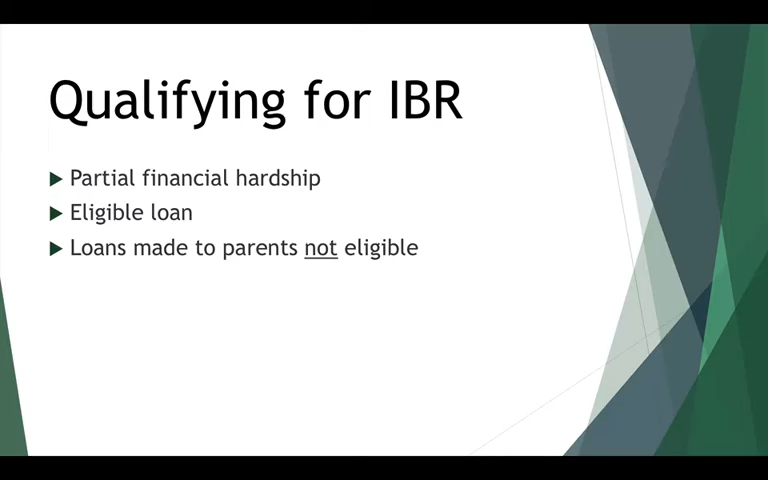 Qualifying for IBR
Partial financial hardship
Eligible loan
Loans made to parents not eligible